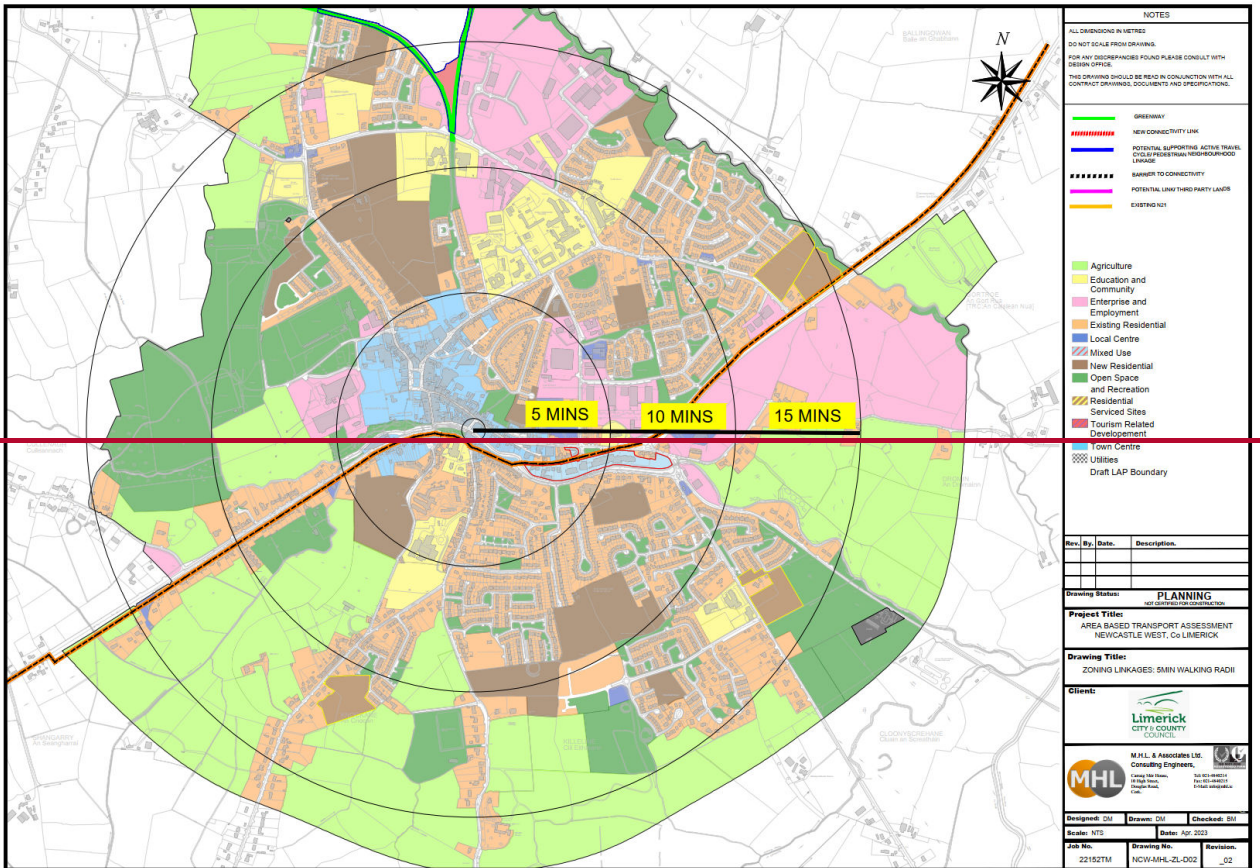 BALLINGOWAN
N
5 MINS
10 MINS
15 MINS
NOTES
ALL DIMENSIONS IN METRES
DO NOT SCALE FROM DRAWING.
FOR ANY DISCREPANCIES FOUND PLEASE CONDULT WITH
DESIGN OFFICE.
THIS DRAWING SHOULD BE READ IN CONJUNCTION WITH ALL
CONTRACT DRAWINGS, DOCUMENTS AND SPECIFICATIONS.
GREENWAY
NEW CONNECTIVITY LINK
POTENTIAL SUPPORTING ACTIVE TRAVEL
CYCLE/ PEDESTRIAN NEIGHBOURHOOD
LINKAGE
BARRIER TO CONNECTIVITY
POTENTIAL LINK/ THIRD PARTY LANDS
EXISTING N21
Agriculture
Education and
Community
Enterprise and
Employment
Existing Residential
Local Centre
Mixed Use
New Residential
Open Space
and Recreation
Residential
Serviced Sites
Tourism Related
Developement
Town Centre
Utilities
Draft LAP Boundary
Rev. By. Date. Description.
Drawing Status:
PLANNING
NOT CERTIFIED FOR CONSTRUCTION
Project Title:
AREA BASED TRANSPORT ASSESSMENT
NEWCASTLE WEST, Co LIMERICK
Drawing Title:
ZONING LINKAGES: 5MIN WALKING RADII
Client:
Limerick
CITY & COUNTY
COUNCIL
MHL
M.H.L. & Associates Ltd.
Consulting Engineers,
Designed: DM Drawn: DM Checked: BM
Scale: NTS Date: Apr. 2023
Job No. Drawing No. Revision.
22152TM NCW-MHL-ZL-D02 _02